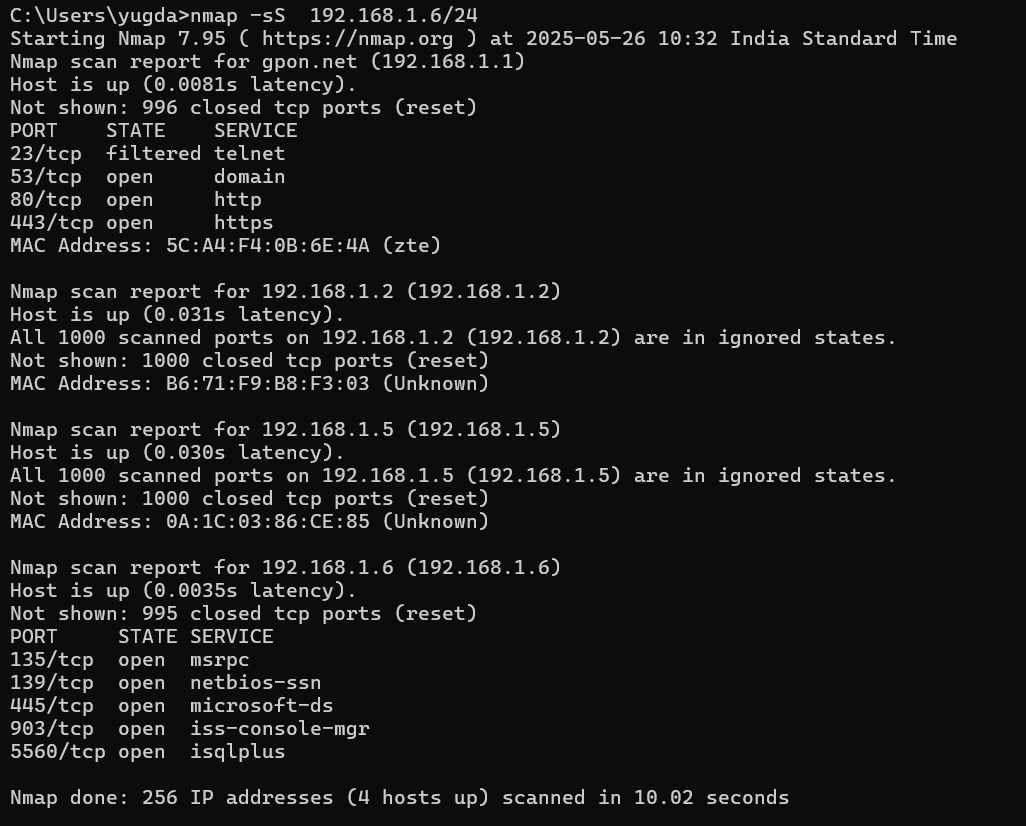 C:\Users\yugda>nmap -sS  192.168.1.6/24
Starting Nmap 7.95 ( https://nmap.org ) at 2025-05-26 10:32 India Standard Time
Nmap scan report for gpon.net (192.168.1.1)
Host is up (0.0081s latency).
Not shown: 996 closed tcp ports (reset)
PORT    STATE    SERVICE
23/tcp  filtered telnet
53/tcp  open     domain
80/tcp  open     http
443/tcp open     https
MAC Address: 5C:A4:F4:0B:6E:4A (zte)

Nmap scan report for 192.168.1.2 (192.168.1.2)
Host is up (0.031s latency).
All 1000 scanned ports on 192.168.1.2 (192.168.1.2) are in ignored states.
Not shown: 1000 closed tcp ports (reset)
MAC Address: B6:71:F9:B8:F3:03 (Unknown)

Nmap scan report for 192.168.1.5 (192.168.1.5)
Host is up (0.030s latency).
All 1000 scanned ports on 192.168.1.5 (192.168.1.5) are in ignored states.
Not shown: 1000 closed tcp ports (reset)
MAC Address: 0A:1C:03:86:CE:85 (Unknown)

Nmap scan report for 192.168.1.6 (192.168.1.6)
Host is up (0.0035s latency).
Not shown: 995 closed tcp ports (reset)
PORT     STATE SERVICE
135/tcp  open  msrpc
139/tcp  open  netbios-ssn
445/tcp  open  microsoft-ds
903/tcp  open  iss-console-mgr
5560/tcp open  isqlplus

Nmap done: 256 IP addresses (4 hosts up) scanned in 10.02 seconds